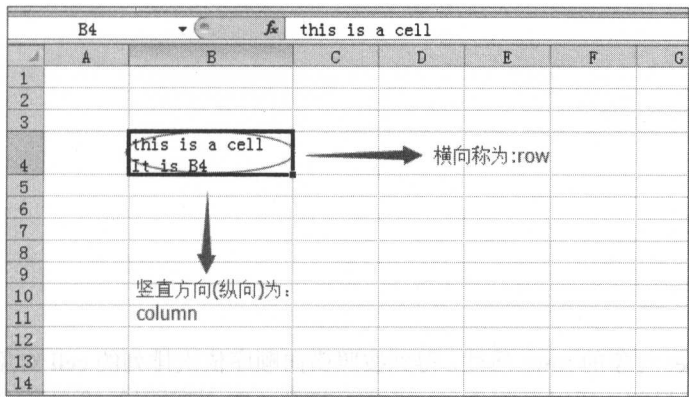 B4 fx this is a cell
A B C D E F G
1
2
3
this is a cell
It is B4
横向称为:row
4
5
6
7
8
9
竖直方向(纵向)为:
column
10
11
12
13
14